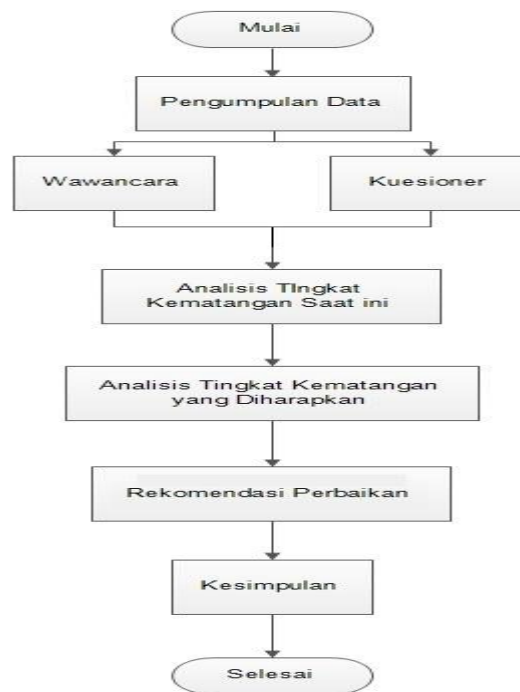 Mulai
Pengumpulan Data
Wawancara
Kuesioner
Analisis TIngkat
Kematangan Saat ini
Analisis Tingkat Kematangan
yang Diharapkan
Rekomendasi Perbaikan
Kesimpulan
Selesai